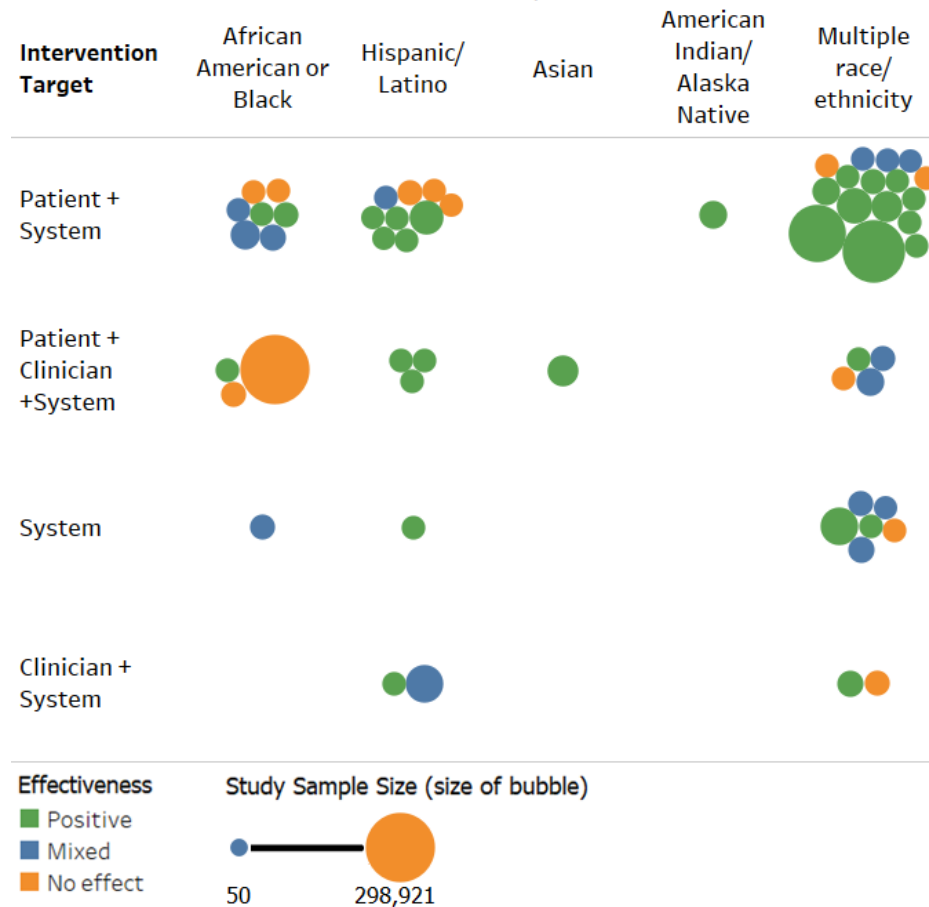 Intervention
Target
African
American or
Black
Hispanic/
Latino
Asian
American
Indian/
Alaska
Native
Multiple
race/
ethnicity
Patient +
System
Patient +
Clinician
+System
System
Clinician +
System
Effectiveness
Positive
Mixed
No effect
Study Sample Size (size of bubble)
50
298,921